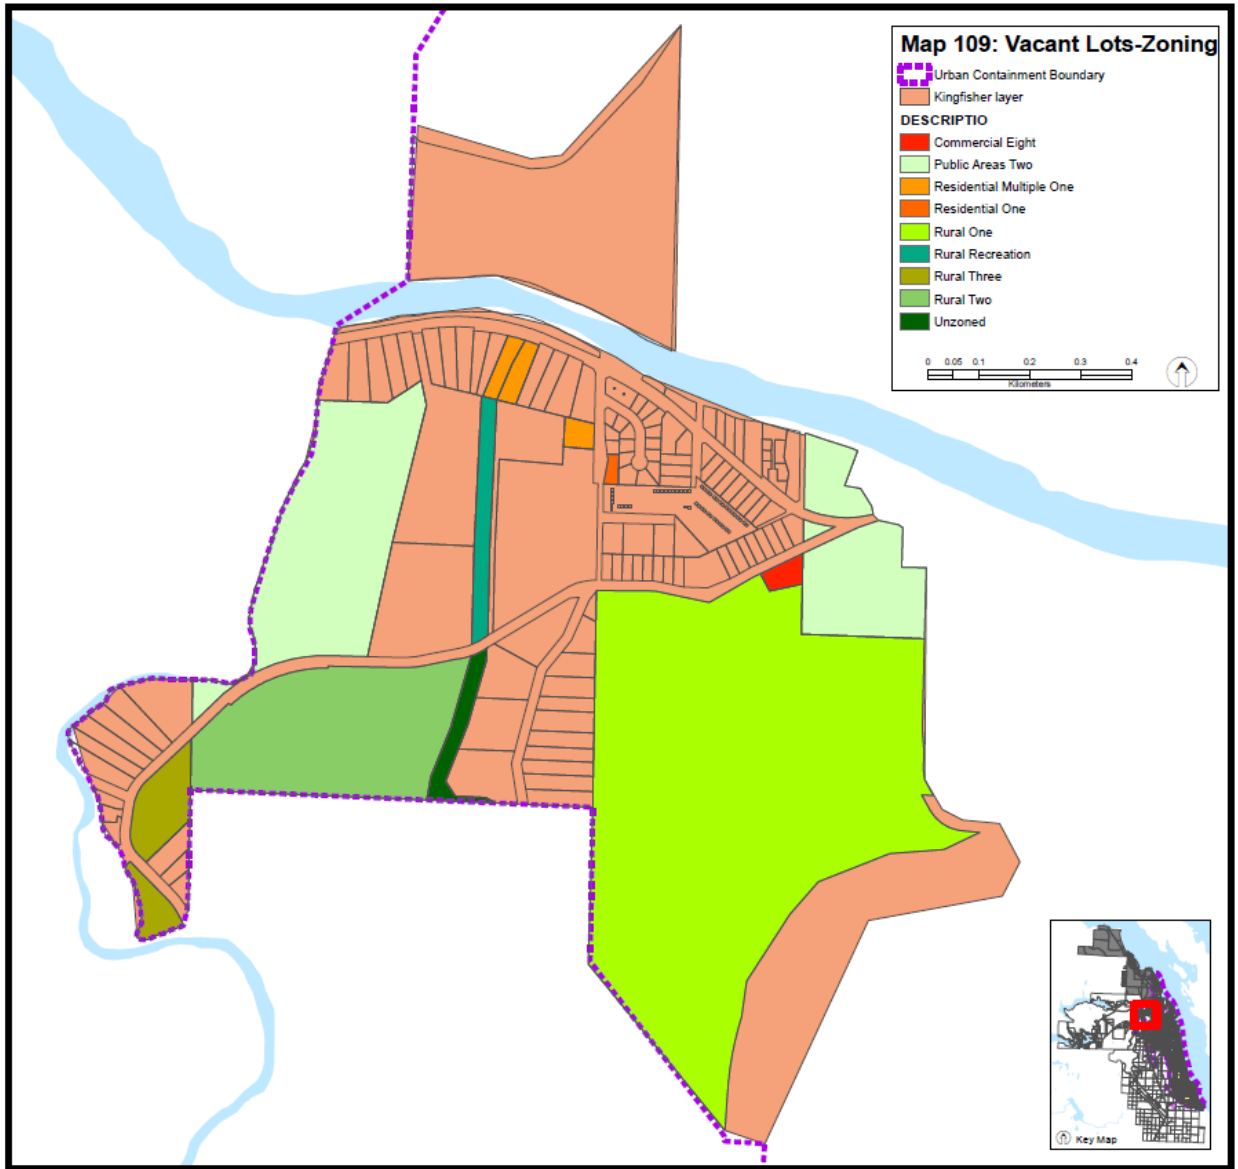 Map 109: Vacant Lots-Zoning
Urban Containment Boundary
Kingfisher layer
DESCRIPTIO
Commercial Eight
Public Areas Two
Residential Multiple One
Residential One
Rural One
Rural Recreation
Rural Three
Rural Two
Unzoned
0 0.05 0.1 0.2 0.3 0.4
Kilometers
Key Map